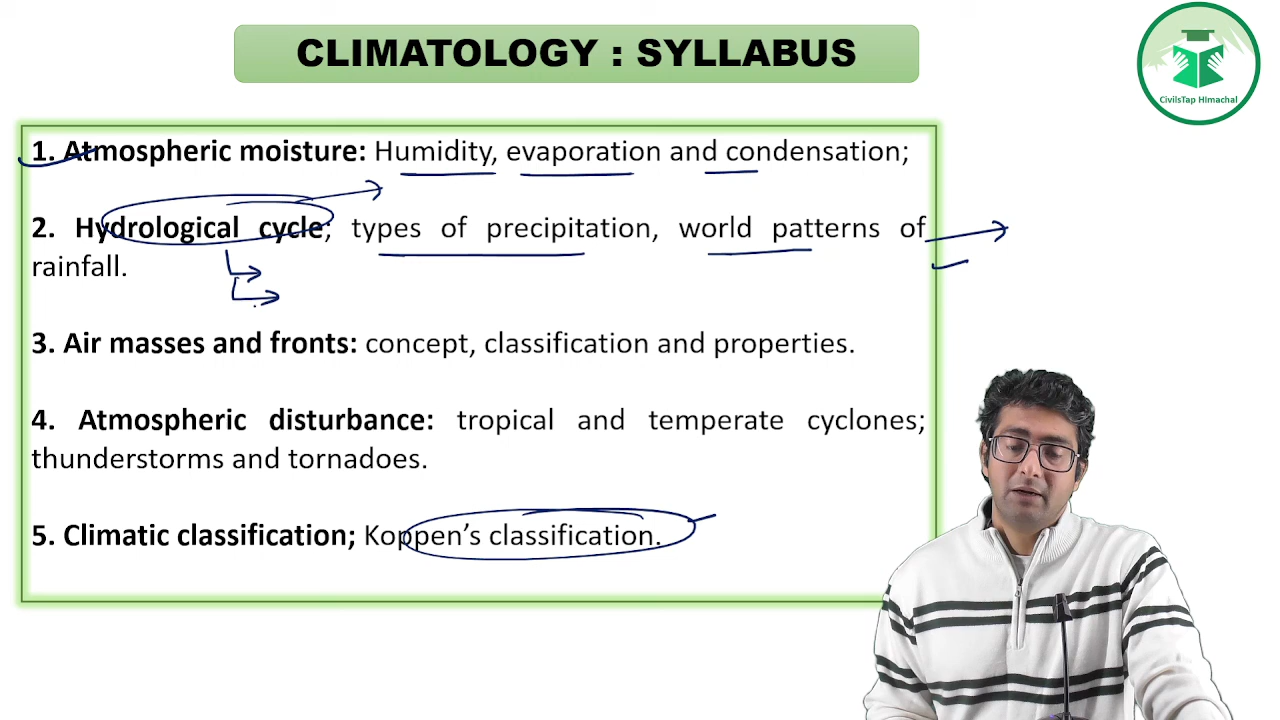 CLIMATOLOGY : SYLLABUS
CivilsTap Himachal
1. Atmospheric moisture: Humidity, evaporation and condensation;
2. Hydrological cycle; types of precipitation, world patterns of
rainfall.
3. Air masses and fronts: concept, classification and properties.
4. Atmospheric disturbance: tropical and temperate cyclones;
thunderstorms and tornadoes.
5. Climatic classification; Koppen’s classification.